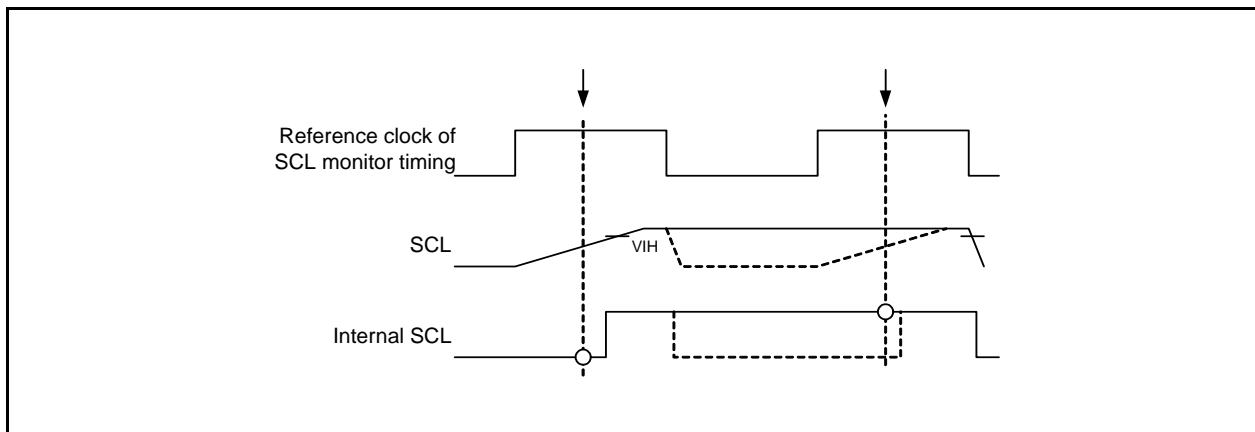 Reference clock of
SCL monitor timing
SCL
VIH
Internal SCL